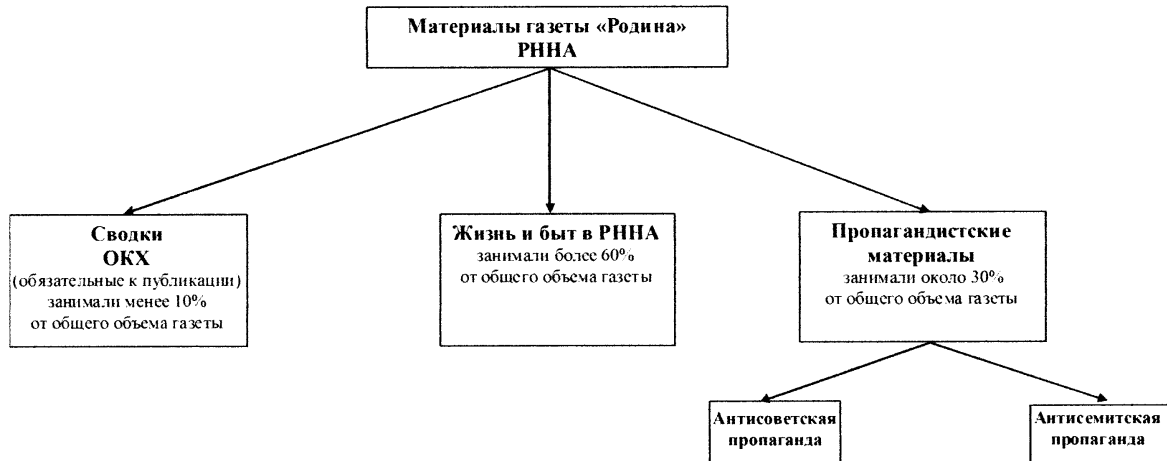 Материалы газеты «Родина»
РННА
Сводки
ОКХ
(обязательные к публикации)
занимали менее 10%
от общего объема газеты
Жизнь и быт в РННА
занимали более 60%
от общего объема газеты
Пропагандистские
материалы
занимали около 30%
от общего объема газеты
Антисоветская
пропаганда
Антисемитская
пропаганда